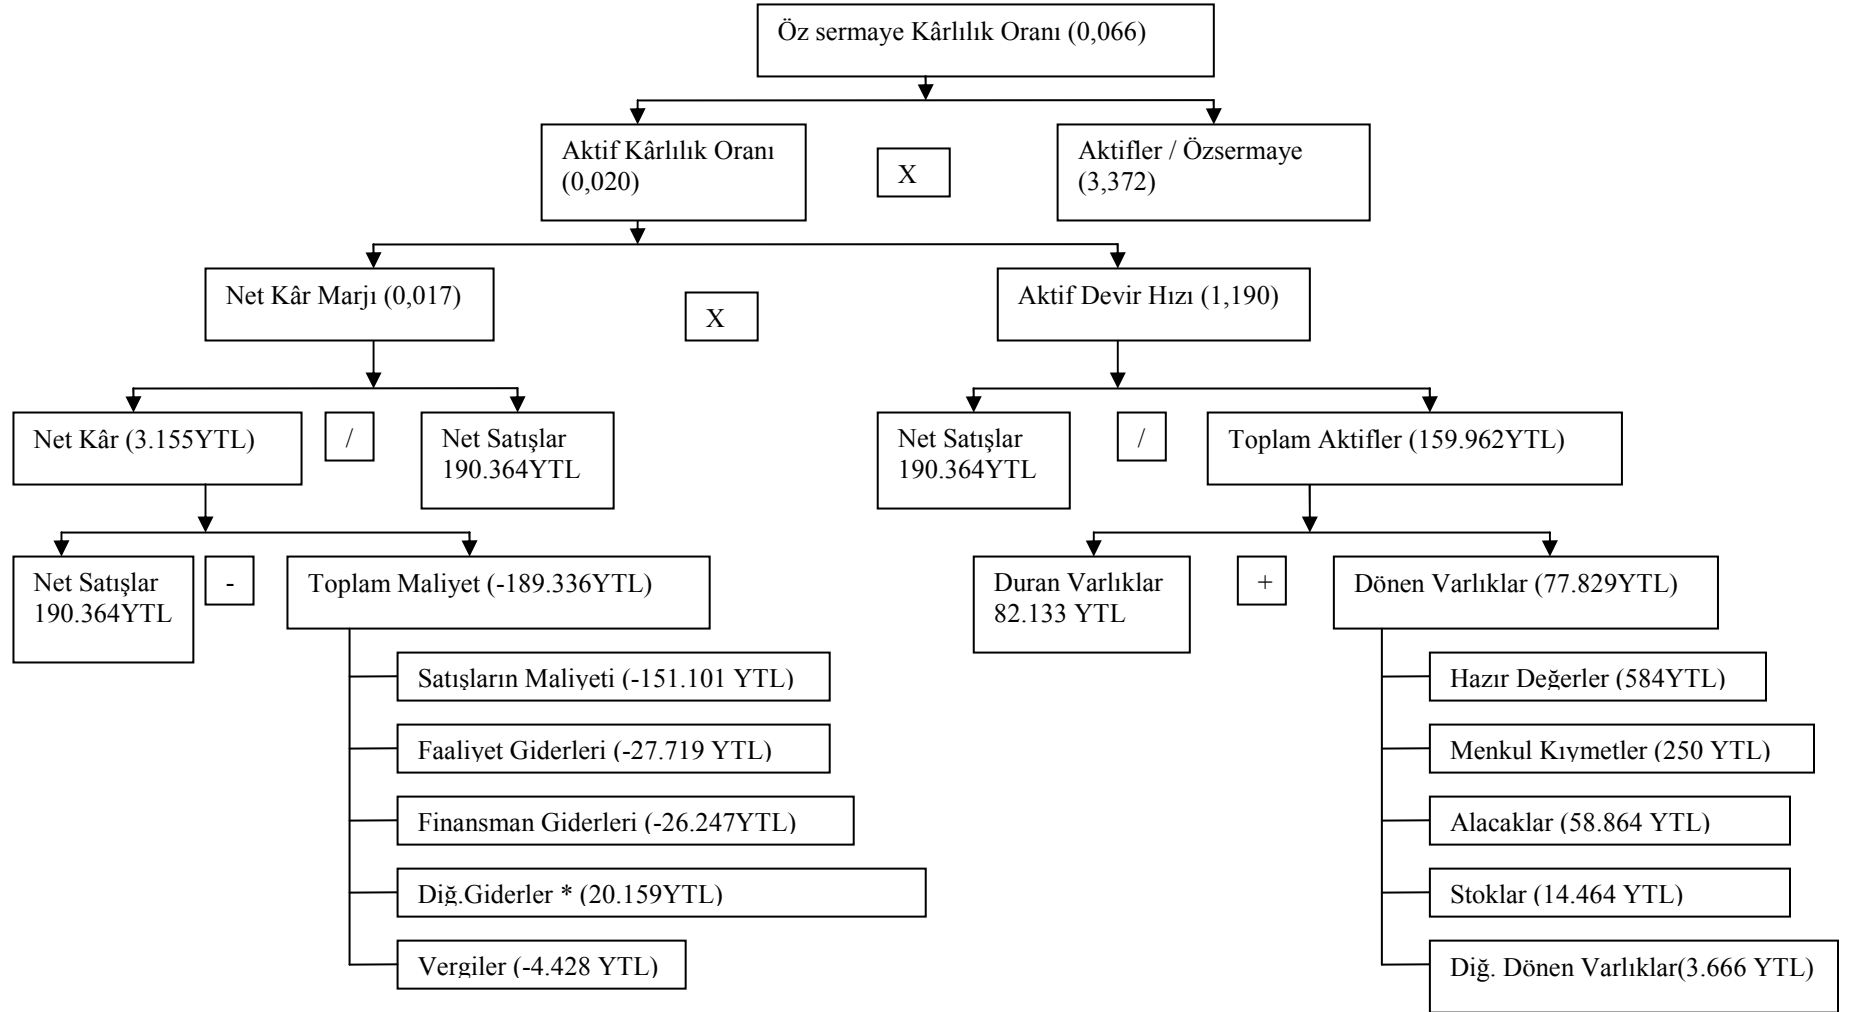 Öz sermaye Kârlılık Oranı (0,066)
Aktif Kârlılık Oranı
(0,020)
X
Aktifler / Özsermaye
(3,372)
Net Kâr Marjı (0,017)
X
Aktif Devir Hızı (1,190)
Net Kâr (3.155YTL)
/
Net Satışlar
190.364YTL
Net Satışlar
190.364YTL
/
Toplam Aktifler (159.962YTL)
Net Satışlar
190.364YTL
-
Toplam Maliyet (-189.336YTL)
Duran Varlıklar
82.133 YTL
+
Dönen Varlıklar (77.829YTL)
Satışların Maliyeti (-151.101 YTL)
Faaliyet Giderleri (-27.719 YTL)
Finansman Giderleri (-26.247YTL)
Diğ.Giderler * (20.159YTL)
Vergiler (-4.428 YTL)
Hazır Değerler (584YTL)
Menkul Kıymetler (250 YTL)
Alacaklar (58.864 YTL)
Stoklar (14.464 YTL)
Diğ. Dönen Varlıklar(3.666 YTL)